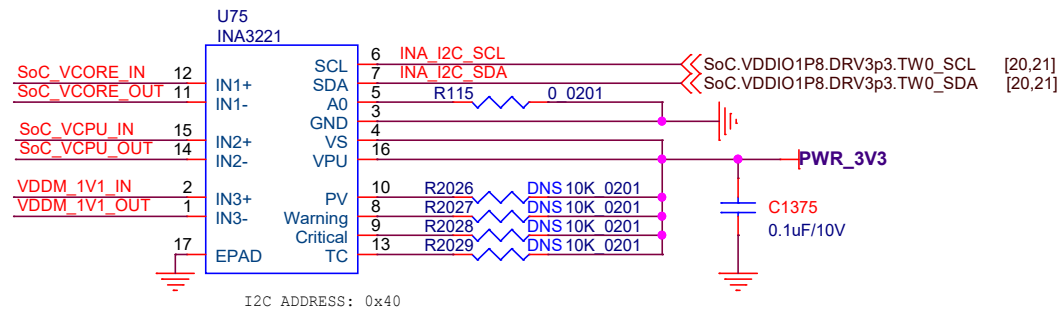 U75
INA3221
SoC_VCORE_IN 12 IN1+
SoC_VCORE_OUT 11 IN1-
SoC_VCPU_IN 15 IN2+
SoC_VCPU_OUT 14 IN2-
VDDM_1V1_IN 2 IN3+
VDDM_1V1_OUT 1 IN3-
17 EPAD
SCL 6 INA_I2C_SCL SoC.VDDIO1P8.DRV3p3.TW0_SCL [20,21]
SDA 7 INA_I2C_SDA SoC.VDDIO1P8.DRV3p3.TW0_SDA [20,21]
A0 5 R115 0_0201
GND 3
VS 4
VPU 16 PWR_3V3
PV 10 R2026 DNS 10K_0201
Warning 8 R2027 DNS 10K_0201
Critical 9 R2028 DNS 10K_0201
TC 13 R2029 DNS 10K_0201
C1375
0.1uF/10V
I2C ADDRESS: 0x40